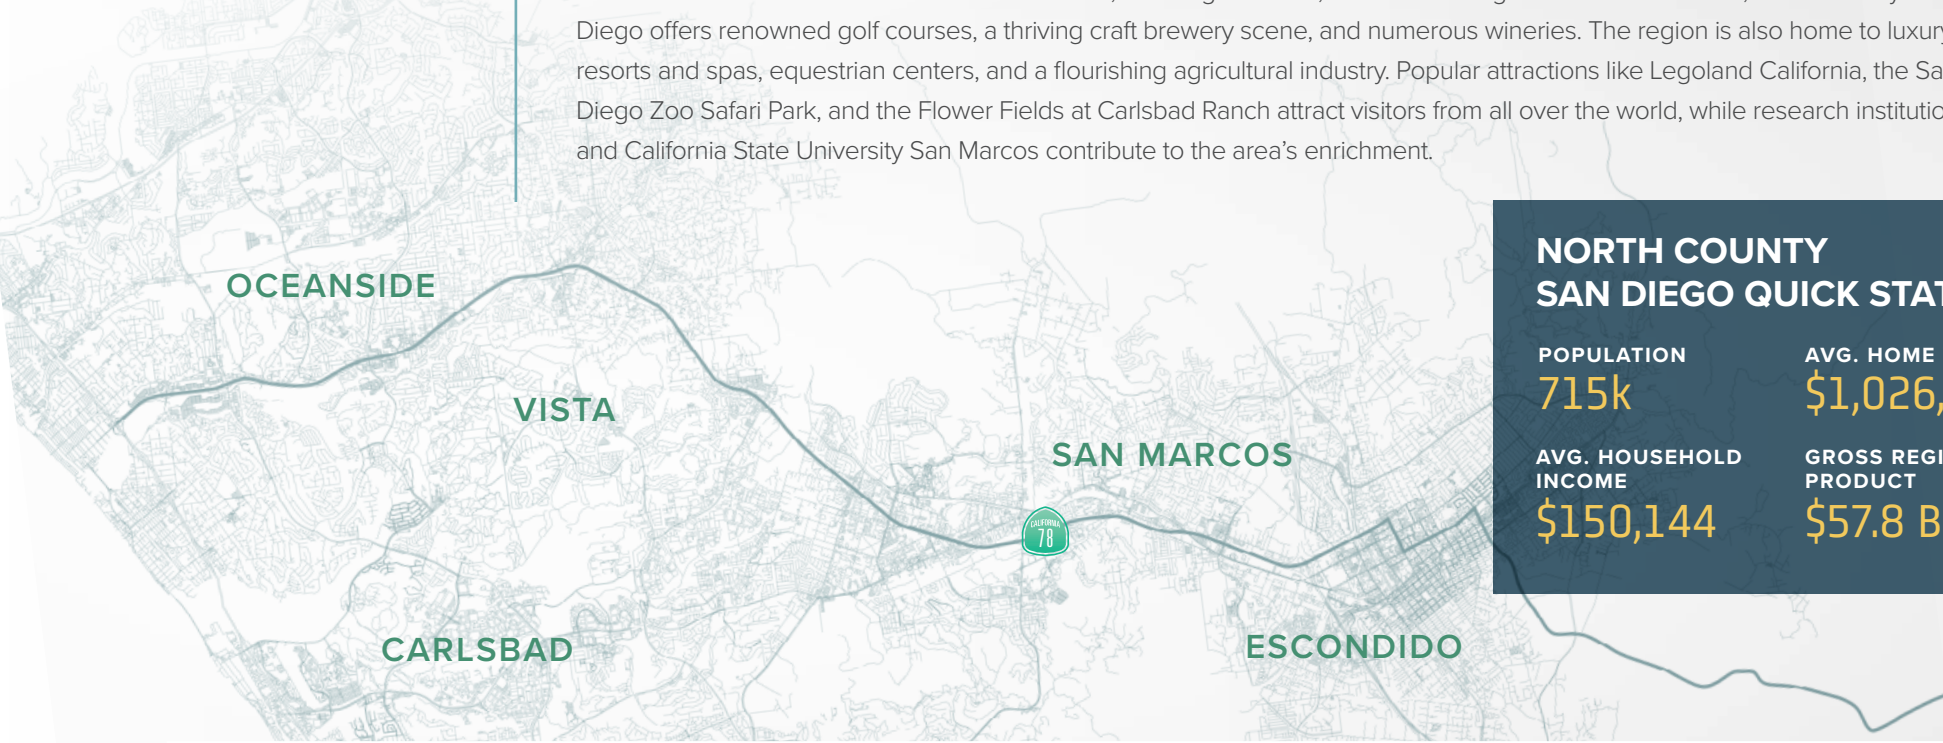 Diego offers renowned golf courses, a thriving craft brewery scene, and numerous wineries. The region is also home to luxury
resorts and spas, equestrian centers, and a flourishing agricultural industry. Popular attractions like Legoland California, the Sa
Diego Zoo Safari Park, and the Flower Fields at Carlsbad Ranch attract visitors from all over the world, while research institutio
and California State University San Marcos contribute to the area's enrichment.
NORTH COUNTY
SAN DIEGO QUICK STAT
POPULATION
715k
AVG. HOME
$1,026,
AVG. HOUSEHOLD
INCOME
$150,144
GROSS REGI
PRODUCT
$57.8 B
OCEANSIDE
VISTA
SAN MARCOS
CALIFORNIA
78
CARLSBAD
ESCONDIDO